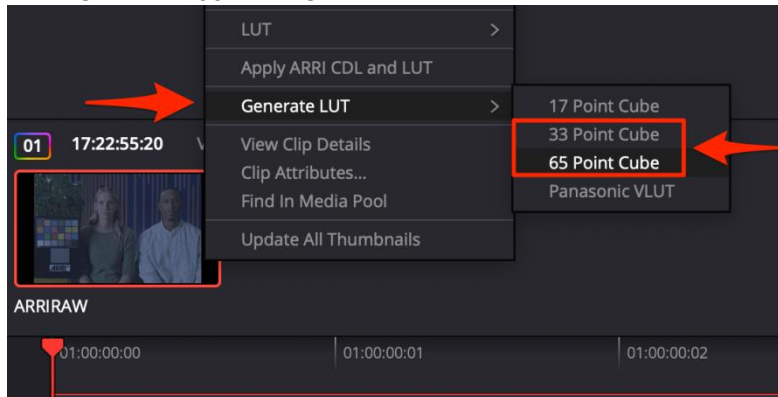 LUT >
Apply ARRI CDL and LUT
Generate LUT >
17 Point Cube
33 Point Cube
65 Point Cube
Panasonic VLUT
View Clip Details
Clip Attributes...
Find In Media Pool
Update All Thumbnails
01 17:22:55:20 V
ARRI
ARRIRAW
01:00:00:00 01:00:00:01 01:00:00:02